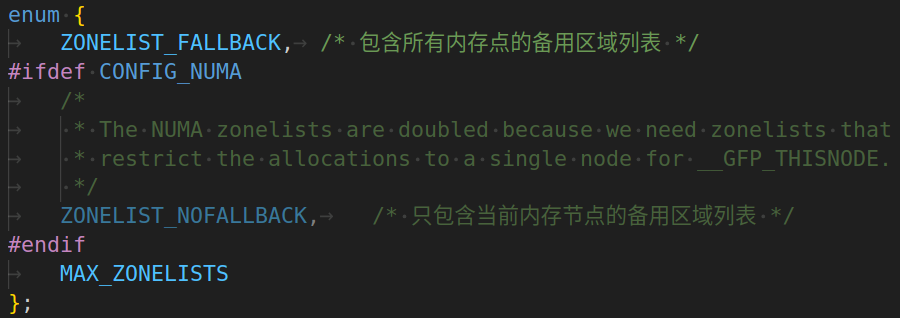 enum {
ZONELIST_FALLBACK, /* 包含所有内存点的备用区域列表 */
#ifdef CONFIG_NUMA
/*
* The NUMA zonelists are doubled because we need zonelists that
* restrict the allocations to a single node for __GFP_THISNODE.
*/
ZONELIST_NOFALLBACK, /* 只包含当前内存节点的备用区域列表 */
#endif
MAX_ZONELISTS
};